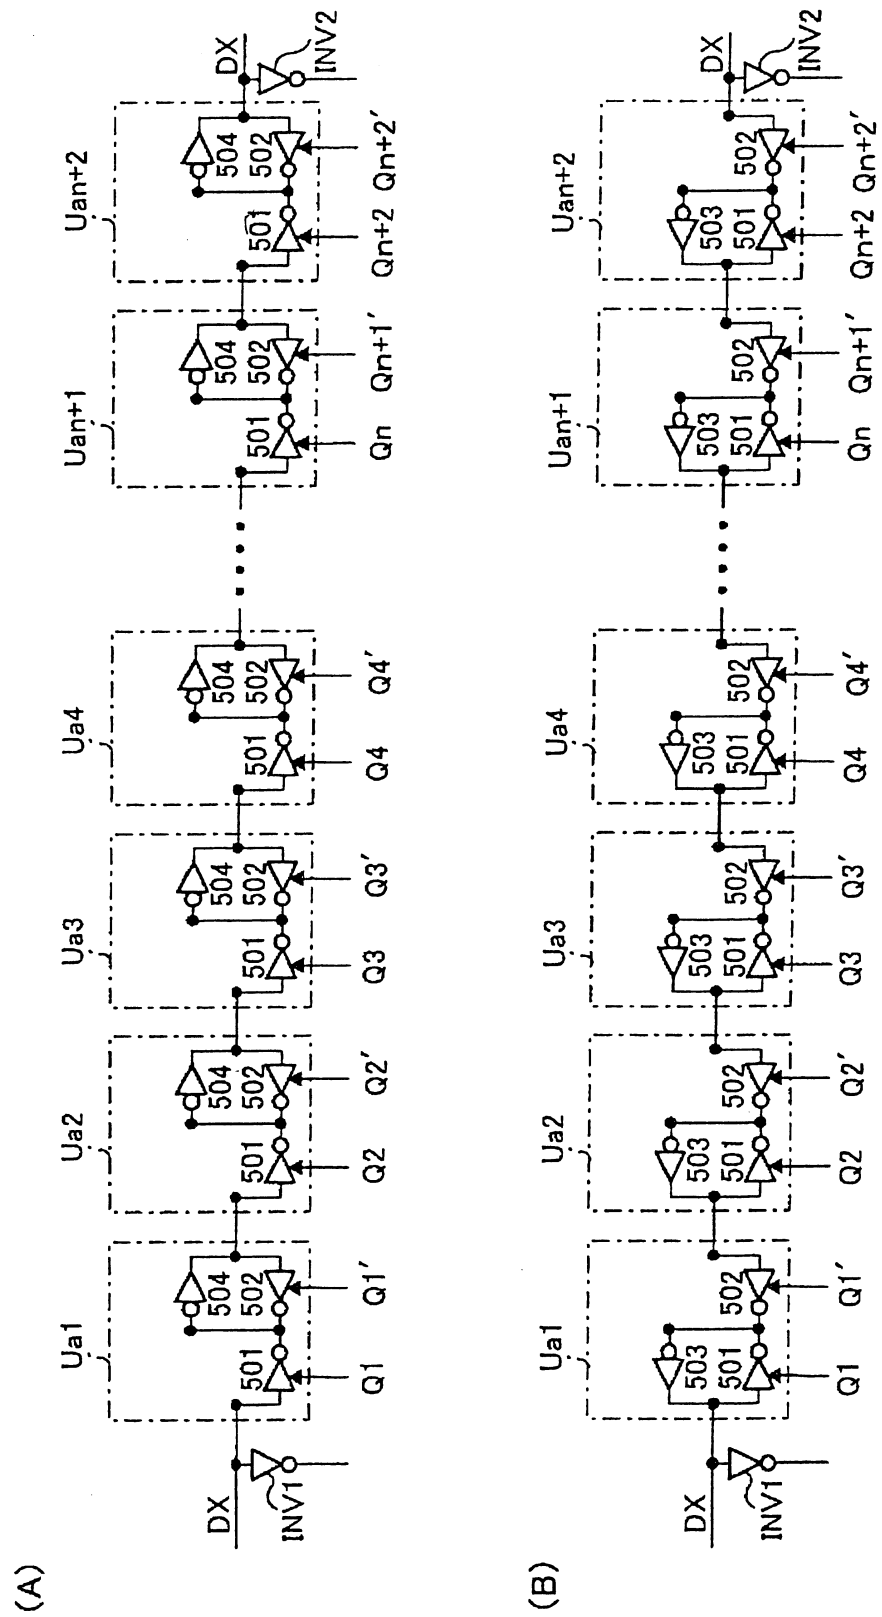 (A)
Ua1 Ua2 Ua3 Ua4 Uan+1 Uan+2
504 504 504 504 504 504
501 502 501 502 501 502 501 502 501 502 501 502
DX DX
INV1 INV2
Q1 Q1′ Q2 Q2′ Q3 Q3′ Q4 Q4′ Qn Qn+1′ Qn+2 Qn+2′
(B)
Ua1 Ua2 Ua3 Ua4 Uan+1 Uan+2
503 503 503 503 503 503
501 502 501 502 501 502 501 502 501 502 501 502
DX DX
INV1 INV2
Q1 Q1′ Q2 Q2′ Q3 Q3′ Q4 Q4′ Qn Qn+1′ Qn+2 Qn+2′